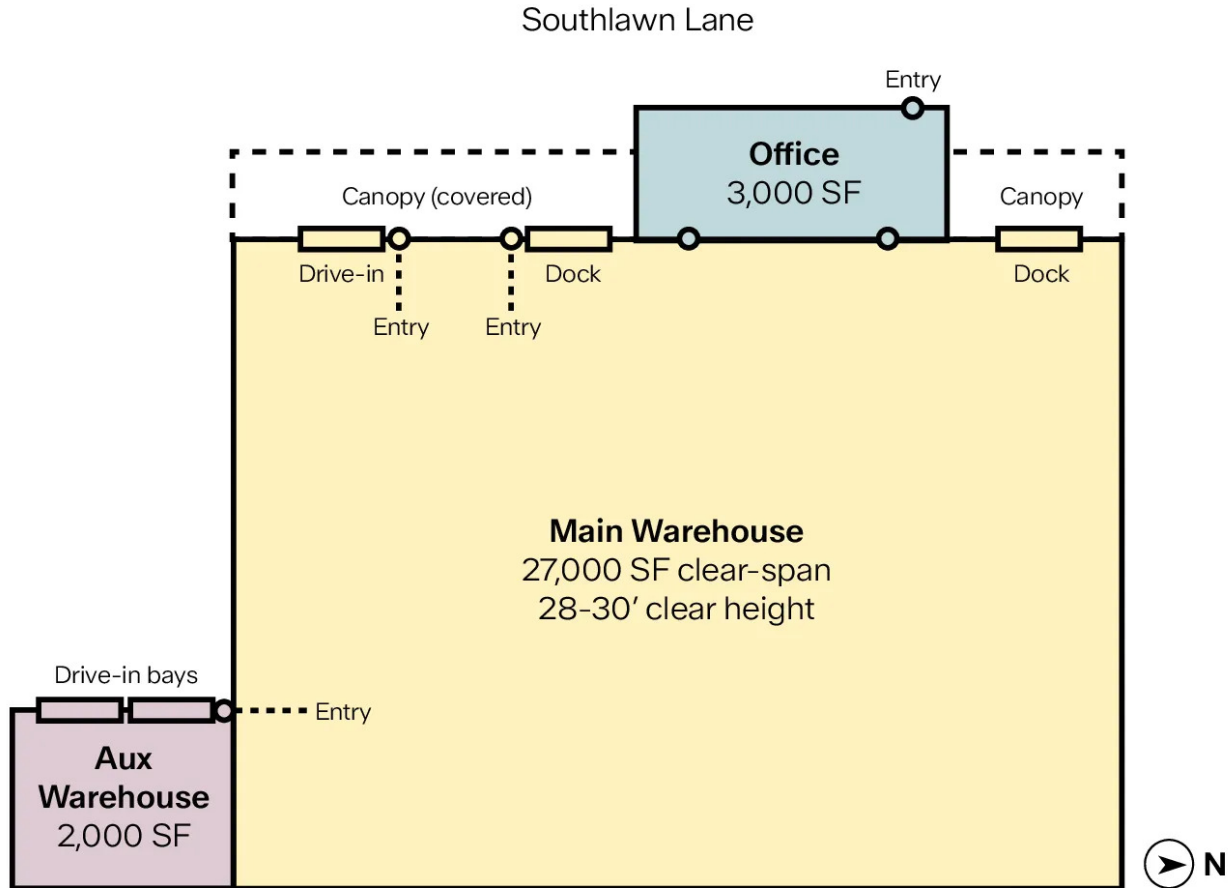 Southlawn Lane
Entry
Office
3,000 SF
Canopy (covered)
Canopy
Drive-in
Dock
Dock
Entry
Entry
Main Warehouse
27,000 SF clear-span
28-30’ clear height
Drive-in bays
Entry
Aux
Warehouse
2,000 SF
N